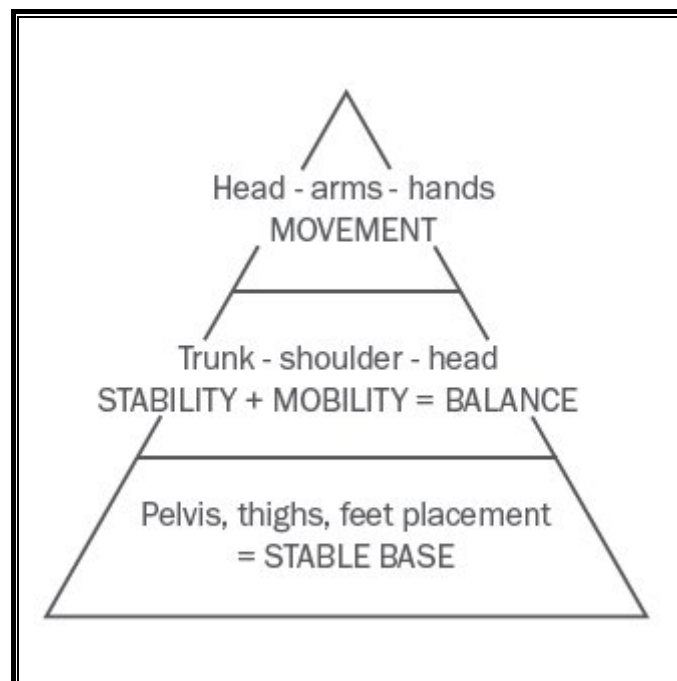 Head - arms - hands
MOVEMENT
Trunk - shoulder - head
STABILITY + MOBILITY = BALANCE
Pelvis, thighs, feet placement
= STABLE BASE